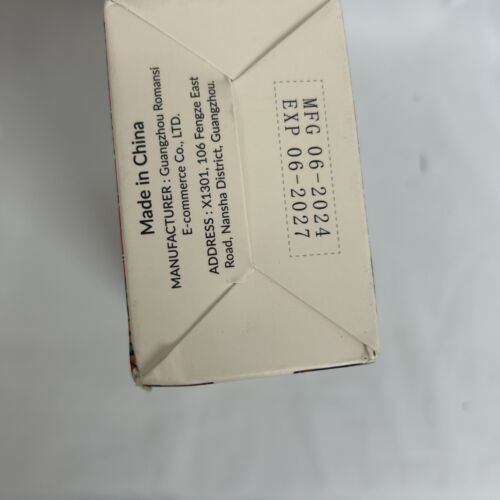 Made in China
MANUFACTURER : Guangzhou Romansi
E-commerce Co., LTD.
ADDRESS : X1301, 106 Fengze East
Road, Nansha District, Guangzhou.
MFG 06-2024
EXP 06-2027